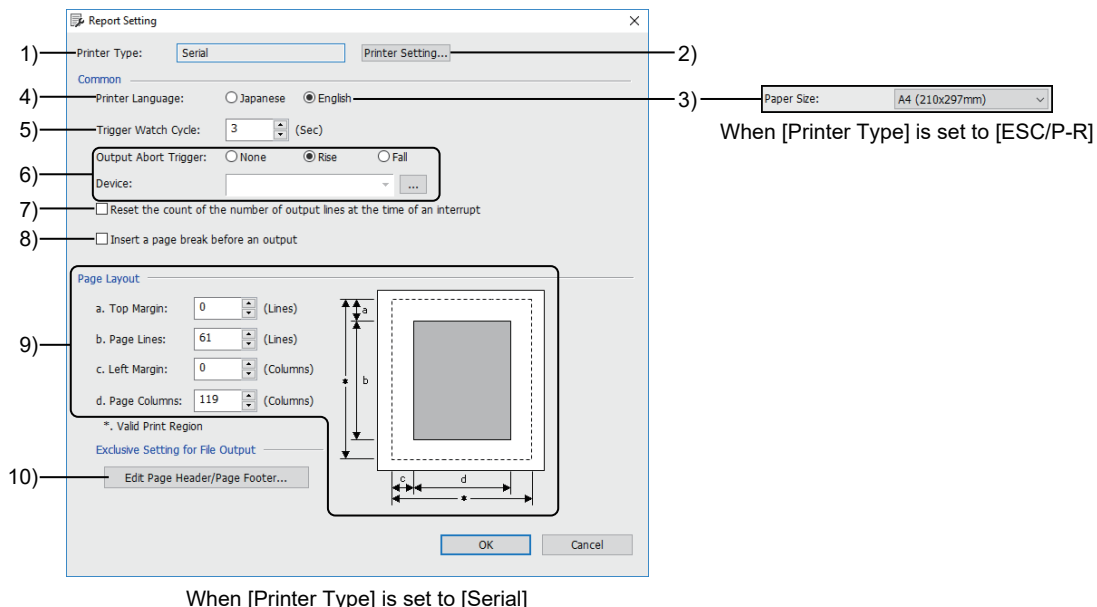 Report Setting
1) Printer Type: Serial Printer Setting... 2)
Common
4) Printer Language: Japanese English 3) Paper Size: A4 (210x297mm)
When [Printer Type] is set to [ESC/P-R]
5) Trigger Watch Cycle: 3 (Sec)
6) Output Abort Trigger: None Rise Fall
Device: ...
7) Reset the count of the number of output lines at the time of an interrupt
8) Insert a page break before an output
Page Layout
9) a. Top Margin: 0 (Lines)
b. Page Lines: 61 (Lines)
c. Left Margin: 0 (Columns)
d. Page Columns: 119 (Columns)
*. Valid Print Region
a
* b
c d
*
Exclusive Setting for File Output
10) Edit Page Header/Page Footer...
OK Cancel
When [Printer Type] is set to [Serial]